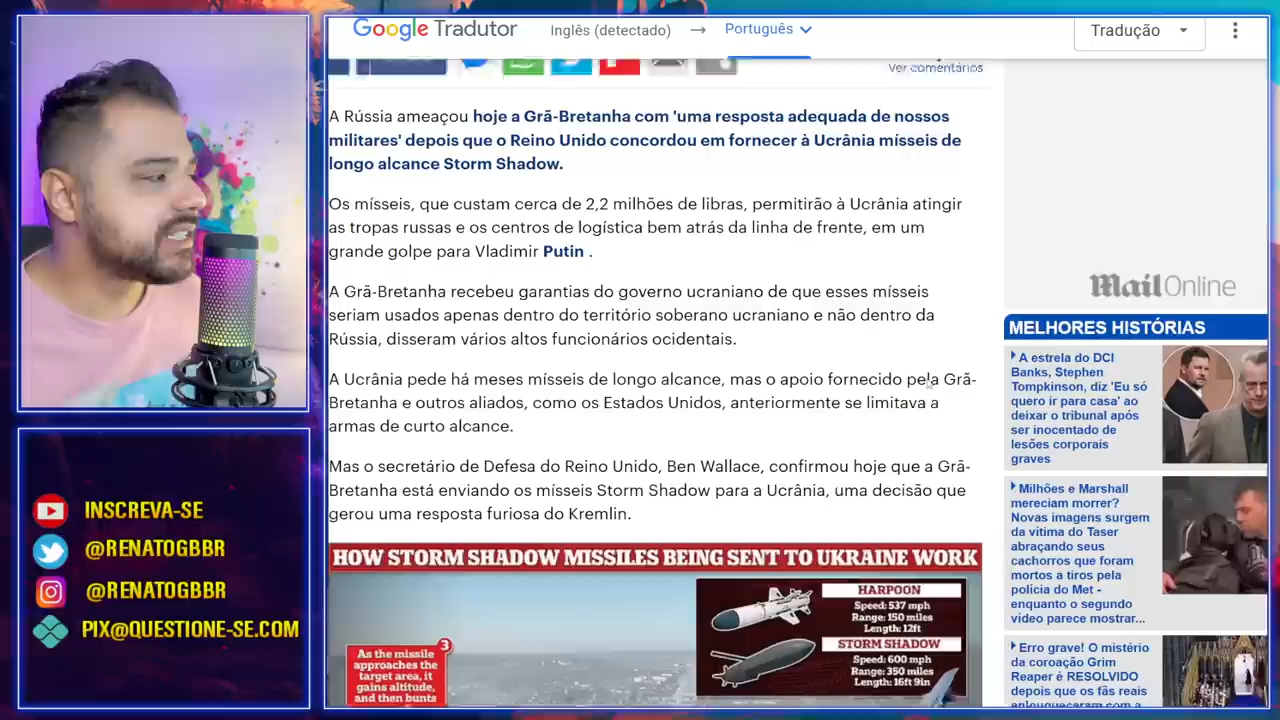 Google Tradutor
Inglês (detectado)
→
Português
Tradução
Ver comentários
A Rússia ameaçou hoje a Grã-Bretanha com 'uma resposta adequada de nossos
militares' depois que o Reino Unido concordou em fornecer à Ucrânia mísseis de
longo alcance Storm Shadow.
Os mísseis, que custam cerca de 2,2 milhões de libras, permitirão à Ucrânia atingir
as tropas russas e os centros de logística bem atrás da linha de frente, em um
grande golpe para Vladimir Putin .
A Grã-Bretanha recebeu garantias do governo ucraniano de que esses mísseis
seriam usados apenas dentro do território soberano ucraniano e não dentro da
Rússia, disseram vários altos funcionários ocidentais.
A Ucrânia pede há meses mísseis de longo alcance, mas o apoio fornecido pela Grã-
Bretanha e outros aliados, como os Estados Unidos, anteriormente se limitava a
armas de curto alcance.
Mas o secretário de Defesa do Reino Unido, Ben Wallace, confirmou hoje que a Grã-
Bretanha está enviando os mísseis Storm Shadow para a Ucrânia, uma decisão que
gerou uma resposta furiosa do Kremlin.
HOW STORM SHADOW MISSILES BEING SENT TO UKRAINE WORK
HARPOON
Speed: 537 mph
Range: 150 miles
Length: 12ft
STORM SHADOW
Speed: 600 mph
Range: 350 miles
Length: 16ft 9in
3
As the missile
approaches the
target area, it
gains altitude,
and then bunts
Mail Online
MELHORES HISTÓRIAS
A estrela do DCI
Banks, Stephen
Tompkinson, diz 'Eu só
quero ir para casa' ao
deixar o tribunal após
ser inocentado de
lesões corporais
graves
Milhões e Marshall
mereciam morrer?
Novas imagens surgem
da vítima do Taser
abraçando seus
cachorros que foram
mortos a tiros pela
polícia do Met -
enquanto o segundo
vídeo parece mostrar...
Erro grave! O mistério
da coroação Grim
Reaper é RESOLVIDO
depois que os fãs reais
enlouqueceram com a
INSCREVA-SE
@RENATOGBBR
@RENATOGBBR
PIX@QUESTIONE-SE.COM